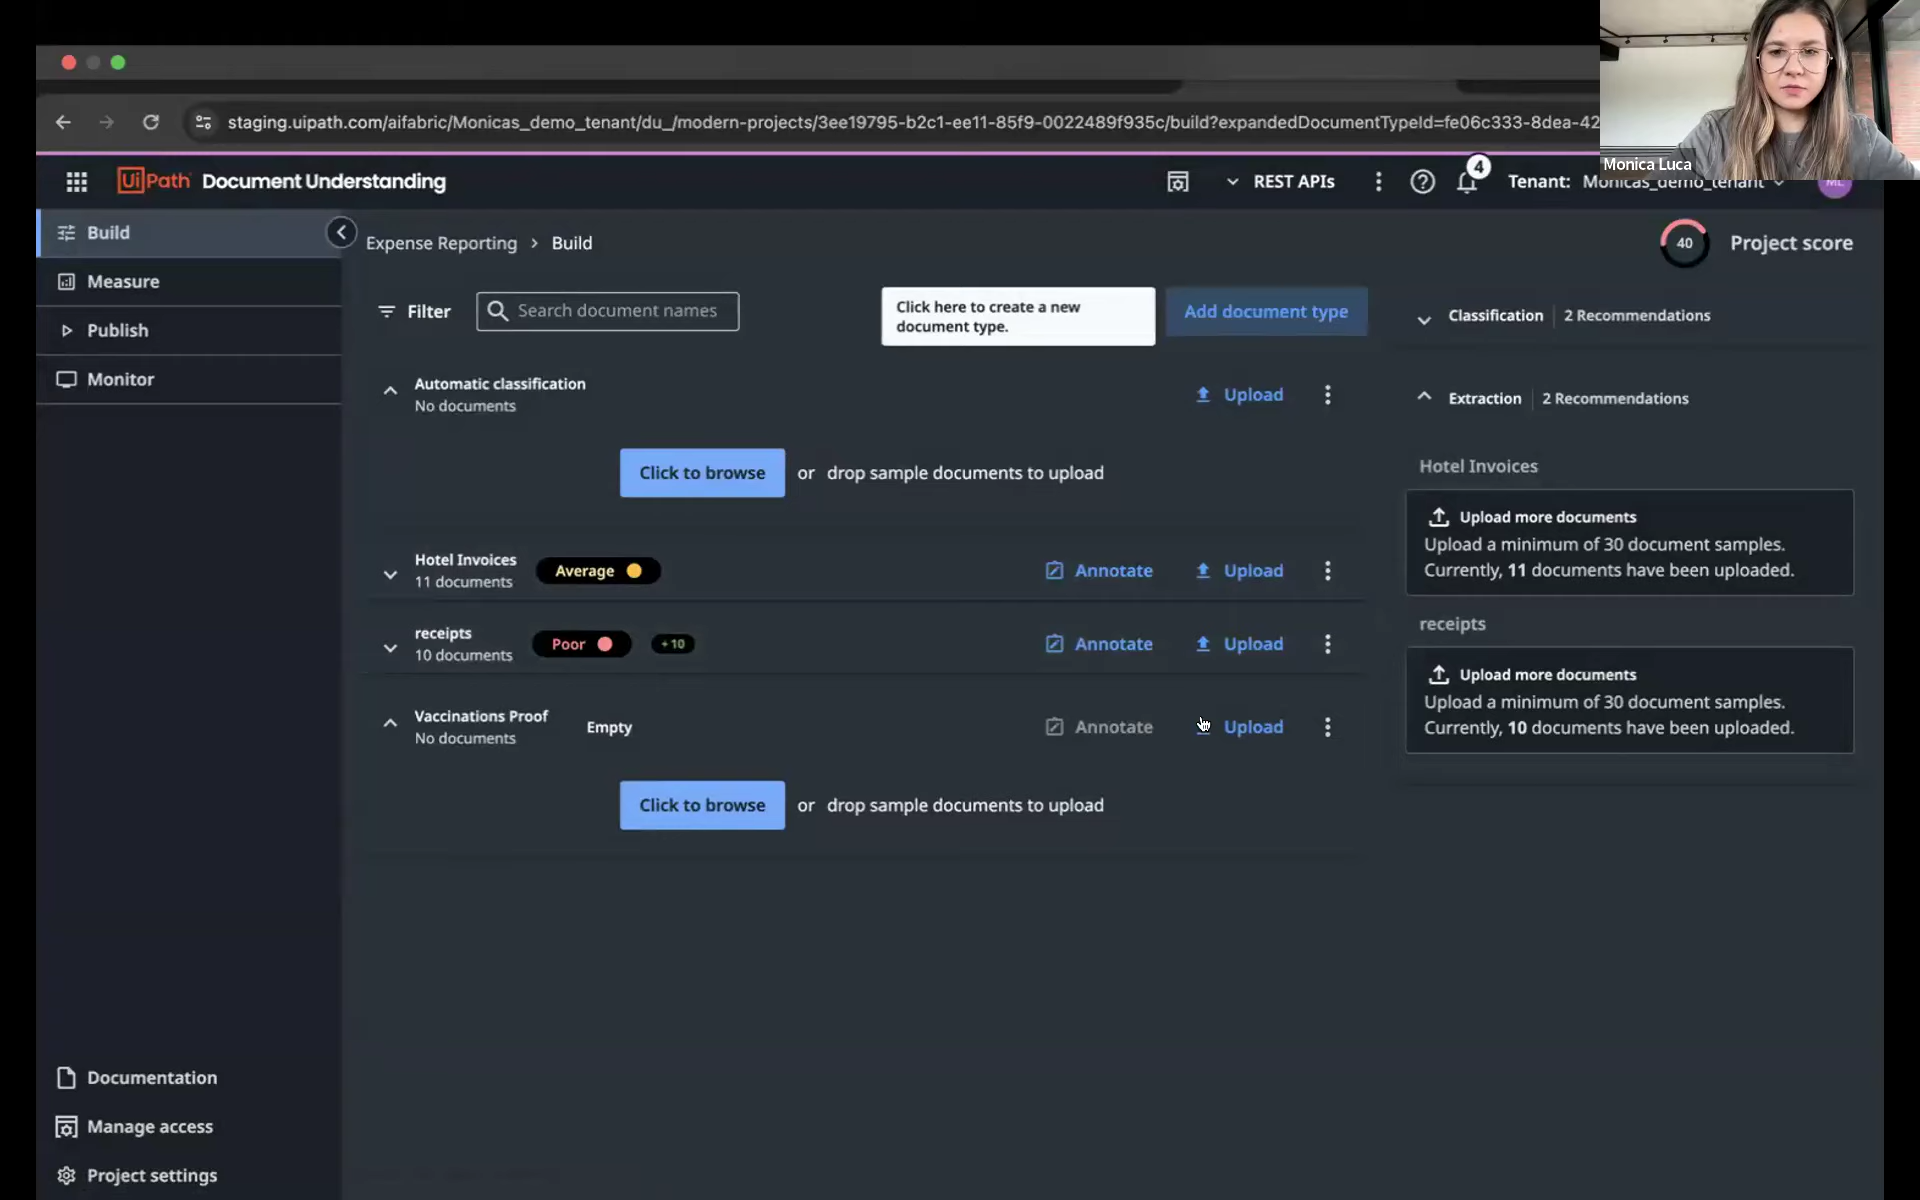 staging.uipath.com/aifabric/Monicas_demo_tenant/du_/modern-projects/3ee19795-b2c1-ee11-85f9-0022489f935c/build?expandedDocumentTypeId=fe06c333-8dea-42
Monica Luca
UiPath Document Understanding
REST APIs
4
Tenant: Monicas_demo_tenant
ML
Build
Measure
Publish
Monitor
Expense Reporting > Build
40 Project score
Filter
Search document names
Click here to create a new
document type.
Add document type
Automatic classification
No documents
Upload
Click to browse or drop sample documents to upload
Hotel Invoices
11 documents
Average
Annotate Upload
receipts
10 documents
Poor +10
Annotate Upload
Vaccinations Proof
No documents
Empty
Annotate Upload
Click to browse or drop sample documents to upload
Classification 2 Recommendations
Extraction 2 Recommendations
Hotel Invoices
Upload more documents
Upload a minimum of 30 document samples.
Currently, 11 documents have been uploaded.
receipts
Upload more documents
Upload a minimum of 30 document samples.
Currently, 10 documents have been uploaded.
Documentation
Manage access
Project settings